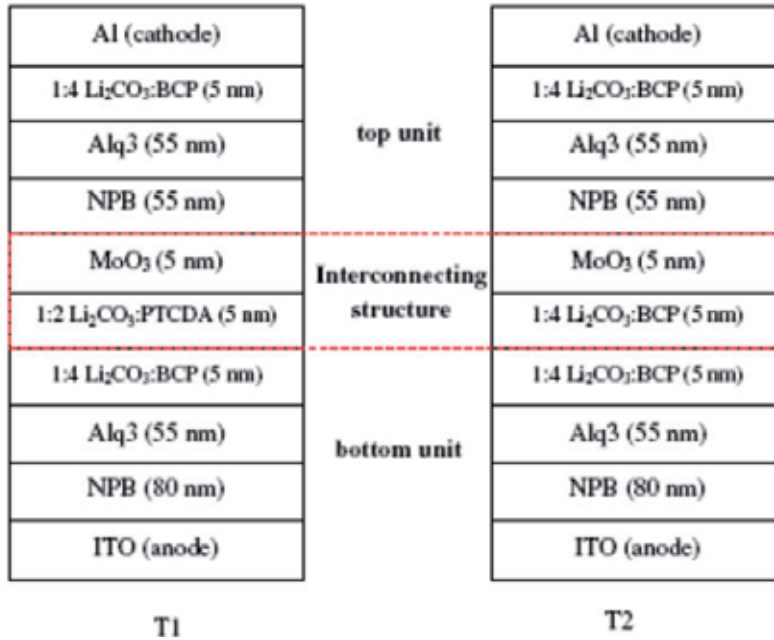 Al (cathode)
1:4 Li₂CO₃:BCP (5 nm)
Alq3 (55 nm)
NPB (55 nm)
MoO₃ (5 nm)
1:2 Li₂CO₃:PTCDA (5 nm)
1:4 Li₂CO₃:BCP (5 nm)
Alq3 (55 nm)
NPB (80 nm)
ITO (anode)
T1
top unit
Interconnecting
structure
bottom unit
Al (cathode)
1:4 Li₂CO₃:BCP (5 nm)
Alq3 (55 nm)
NPB (55 nm)
MoO₃ (5 nm)
1:4 Li₂CO₃:BCP (5 nm)
1:4 Li₂CO₃:BCP (5 nm)
Alq3 (55 nm)
NPB (80 nm)
ITO (anode)
T2